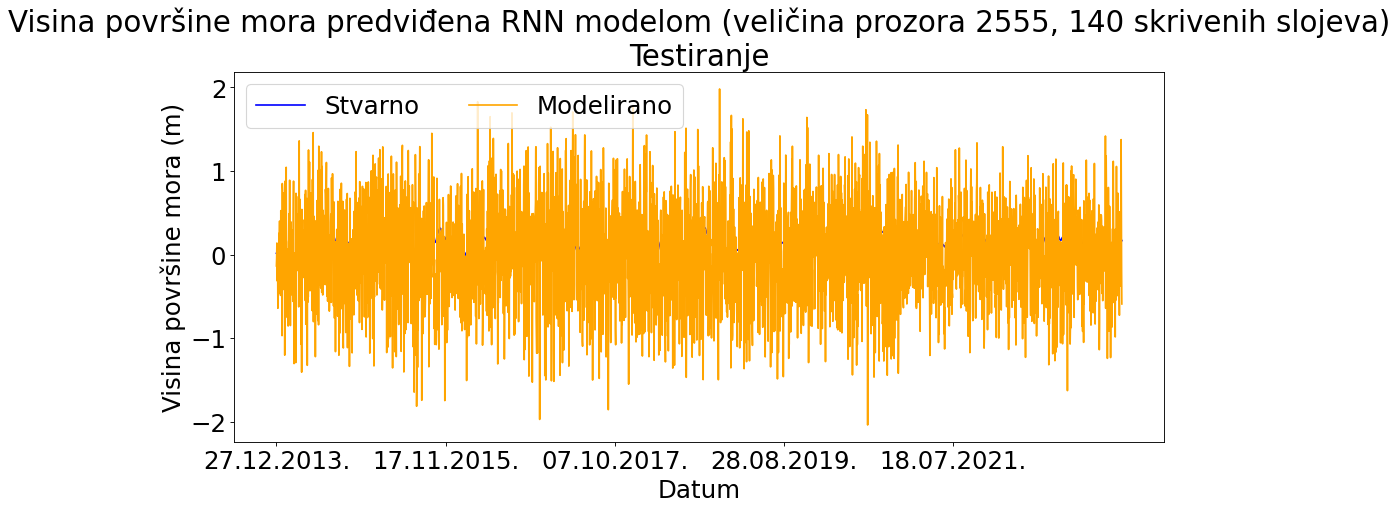 Visina površine mora predviđena RNN modelom (veličina prozora 2555, 140 skrivenih slojeva)
Testiranje
Stvarno Modelirano
Visina površine mora (m)
2
1
0
−1
−2
27.12.2013. 17.11.2015. 07.10.2017. 28.08.2019. 18.07.2021.
Datum